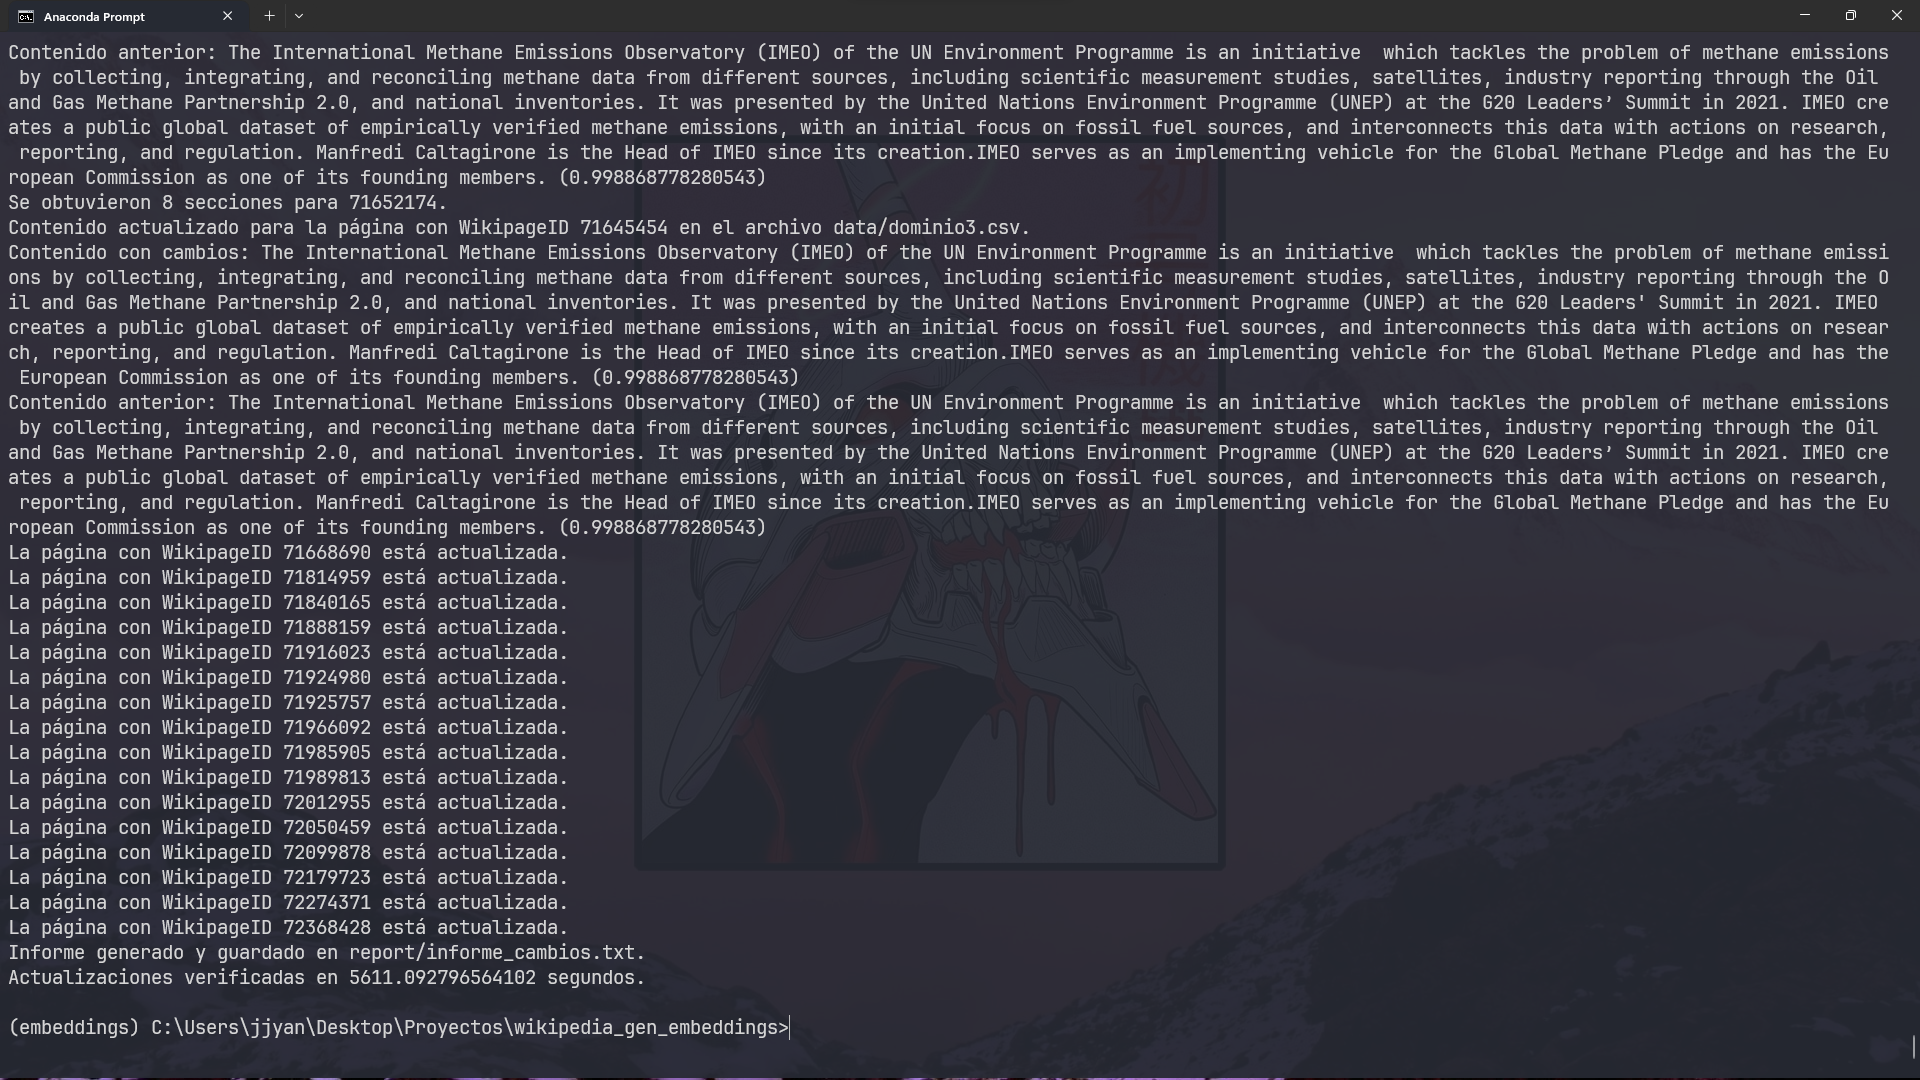 Anaconda Prompt
Contenido anterior: The International Methane Emissions Observatory (IMEO) of the UN Environment Programme is an initiative  which tackles the problem of methane emissions
 by collecting, integrating, and reconciling methane data from different sources, including scientific measurement studies, satellites, industry reporting through the Oil
and Gas Methane Partnership 2.0, and national inventories. It was presented by the United Nations Environment Programme (UNEP) at the G20 Leaders’ Summit in 2021. IMEO cre
ates a public global dataset of empirically verified methane emissions, with an initial focus on fossil fuel sources, and interconnects this data with actions on research,
 reporting, and regulation. Manfredi Caltagirone is the Head of IMEO since its creation.IMEO serves as an implementing vehicle for the Global Methane Pledge and has the Eu
ropean Commission as one of its founding members. (0.998868778280543)
Se obtuvieron 8 secciones para 71652174.
Contenido actualizado para la página con WikipageID 71645454 en el archivo data/dominio3.csv.
Contenido con cambios: The International Methane Emissions Observatory (IMEO) of the UN Environment Programme is an initiative  which tackles the problem of methane emissi
ons by collecting, integrating, and reconciling methane data from different sources, including scientific measurement studies, satellites, industry reporting through the O
il and Gas Methane Partnership 2.0, and national inventories. It was presented by the United Nations Environment Programme (UNEP) at the G20 Leaders' Summit in 2021. IMEO
creates a public global dataset of empirically verified methane emissions, with an initial focus on fossil fuel sources, and interconnects this data with actions on resear
ch, reporting, and regulation. Manfredi Caltagirone is the Head of IMEO since its creation.IMEO serves as an implementing vehicle for the Global Methane Pledge and has the
 European Commission as one of its founding members. (0.998868778280543)
Contenido anterior: The International Methane Emissions Observatory (IMEO) of the UN Environment Programme is an initiative  which tackles the problem of methane emissions
 by collecting, integrating, and reconciling methane data from different sources, including scientific measurement studies, satellites, industry reporting through the Oil
and Gas Methane Partnership 2.0, and national inventories. It was presented by the United Nations Environment Programme (UNEP) at the G20 Leaders’ Summit in 2021. IMEO cre
ates a public global dataset of empirically verified methane emissions, with an initial focus on fossil fuel sources, and interconnects this data with actions on research,
 reporting, and regulation. Manfredi Caltagirone is the Head of IMEO since its creation.IMEO serves as an implementing vehicle for the Global Methane Pledge and has the Eu
ropean Commission as one of its founding members. (0.998868778280543)
La página con WikipageID 71668690 está actualizada.
La página con WikipageID 71814959 está actualizada.
La página con WikipageID 71840165 está actualizada.
La página con WikipageID 71888159 está actualizada.
La página con WikipageID 71916023 está actualizada.
La página con WikipageID 71924980 está actualizada.
La página con WikipageID 71925757 está actualizada.
La página con WikipageID 71966092 está actualizada.
La página con WikipageID 71985905 está actualizada.
La página con WikipageID 71989813 está actualizada.
La página con WikipageID 72012955 está actualizada.
La página con WikipageID 72050459 está actualizada.
La página con WikipageID 72099878 está actualizada.
La página con WikipageID 72179723 está actualizada.
La página con WikipageID 72274371 está actualizada.
La página con WikipageID 72368428 está actualizada.
Informe generado y guardado en report/informe_cambios.txt.
Actualizaciones verificadas en 5611.092796564102 segundos.
(embeddings) C:\Users\jjyan\Desktop\Proyectos\wikipedia_gen_embeddings>